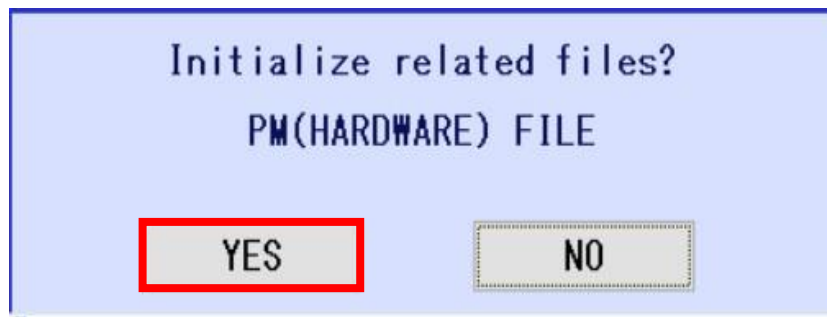 Initialize related files?
PM(HARDWARE) FILE
YES NO